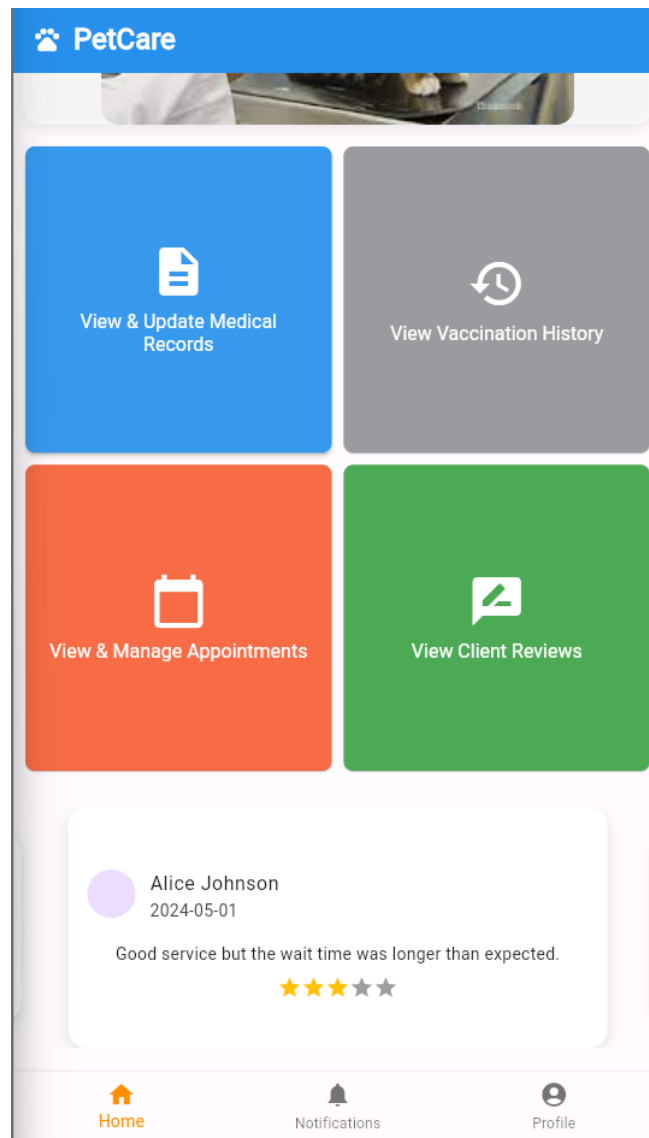 PetCare
View & Update Medical
Records
View Vaccination History
View & Manage Appointments
View Client Reviews
Alice Johnson
2024-05-01
Good service but the wait time was longer than expected.
Home
Notifications
Profile